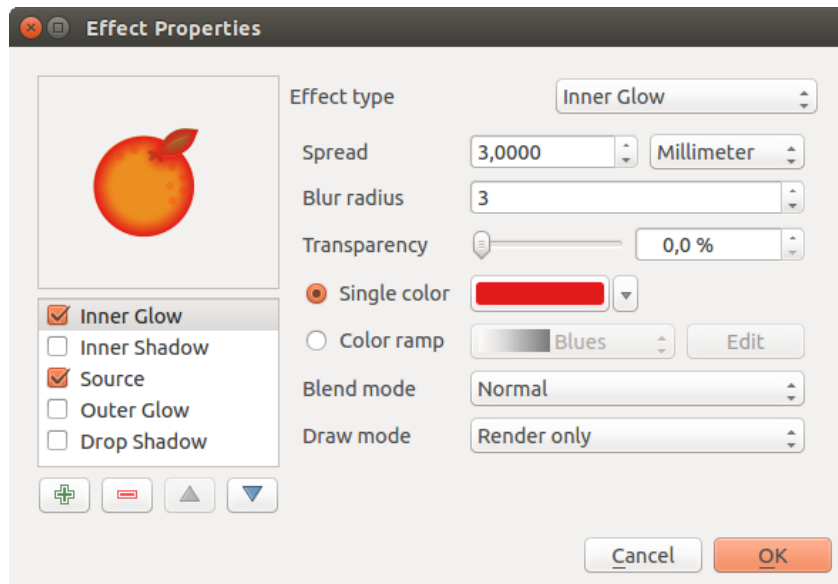 Effect Properties
Effect type Inner Glow
Spread 3,0000 Millimeter
Blur radius 3
Transparency 0,0 %
Single color
Color ramp Blues Edit
Blend mode Normal
Draw mode Render only
Inner Glow
Inner Shadow
Source
Outer Glow
Drop Shadow
Cancel OK